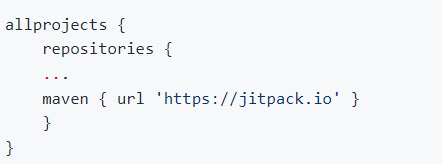 allprojects {
    repositories {
    ...
    maven { url 'https://jitpack.io' }
    }
}